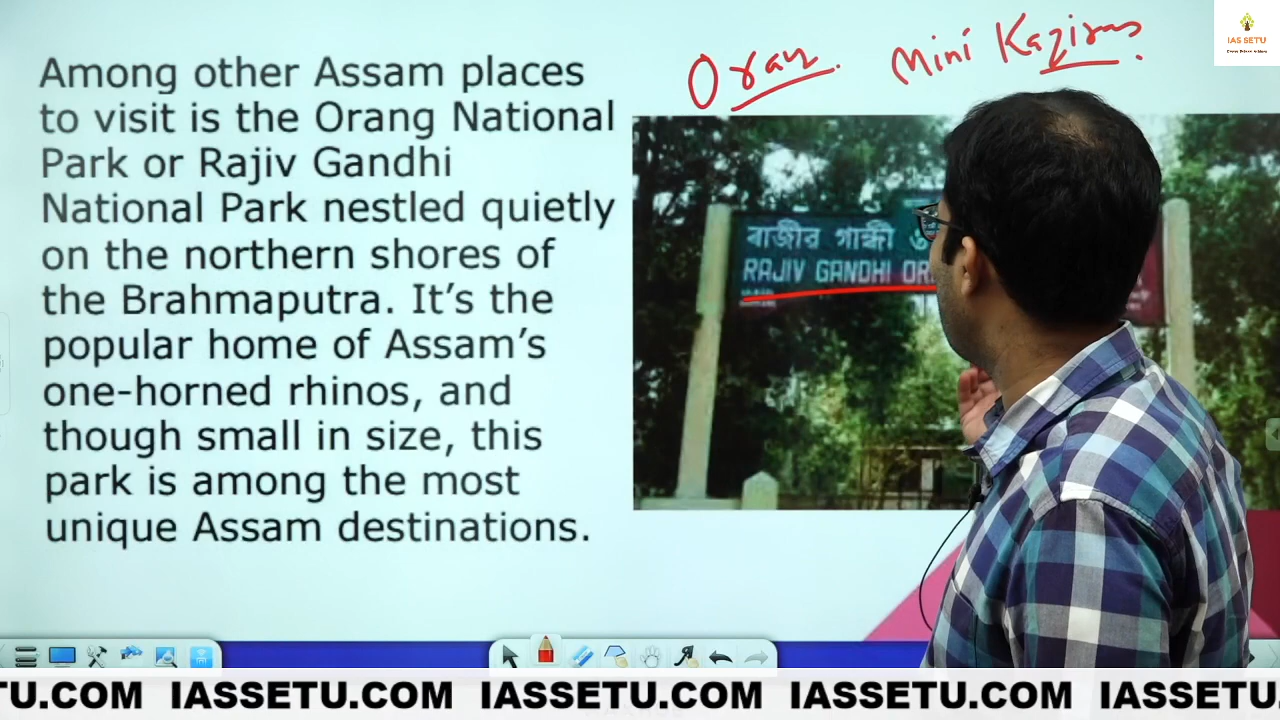 Oran. Mini Kaziran.
IAS SETU
Among other Assam places
to visit is the Orang National
Park or Rajiv Gandhi
National Park nestled quietly
on the northern shores of
the Brahmaputra. It’s the
popular home of Assam’s
one-horned rhinos, and
though small in size, this
park is among the most
unique Assam destinations.
ৰাজীৱ গান্ধী
RAJIV GANDHI OR
TU.COM IASSETU.COM IASSETU.COM IASSETU.COM IASSETU